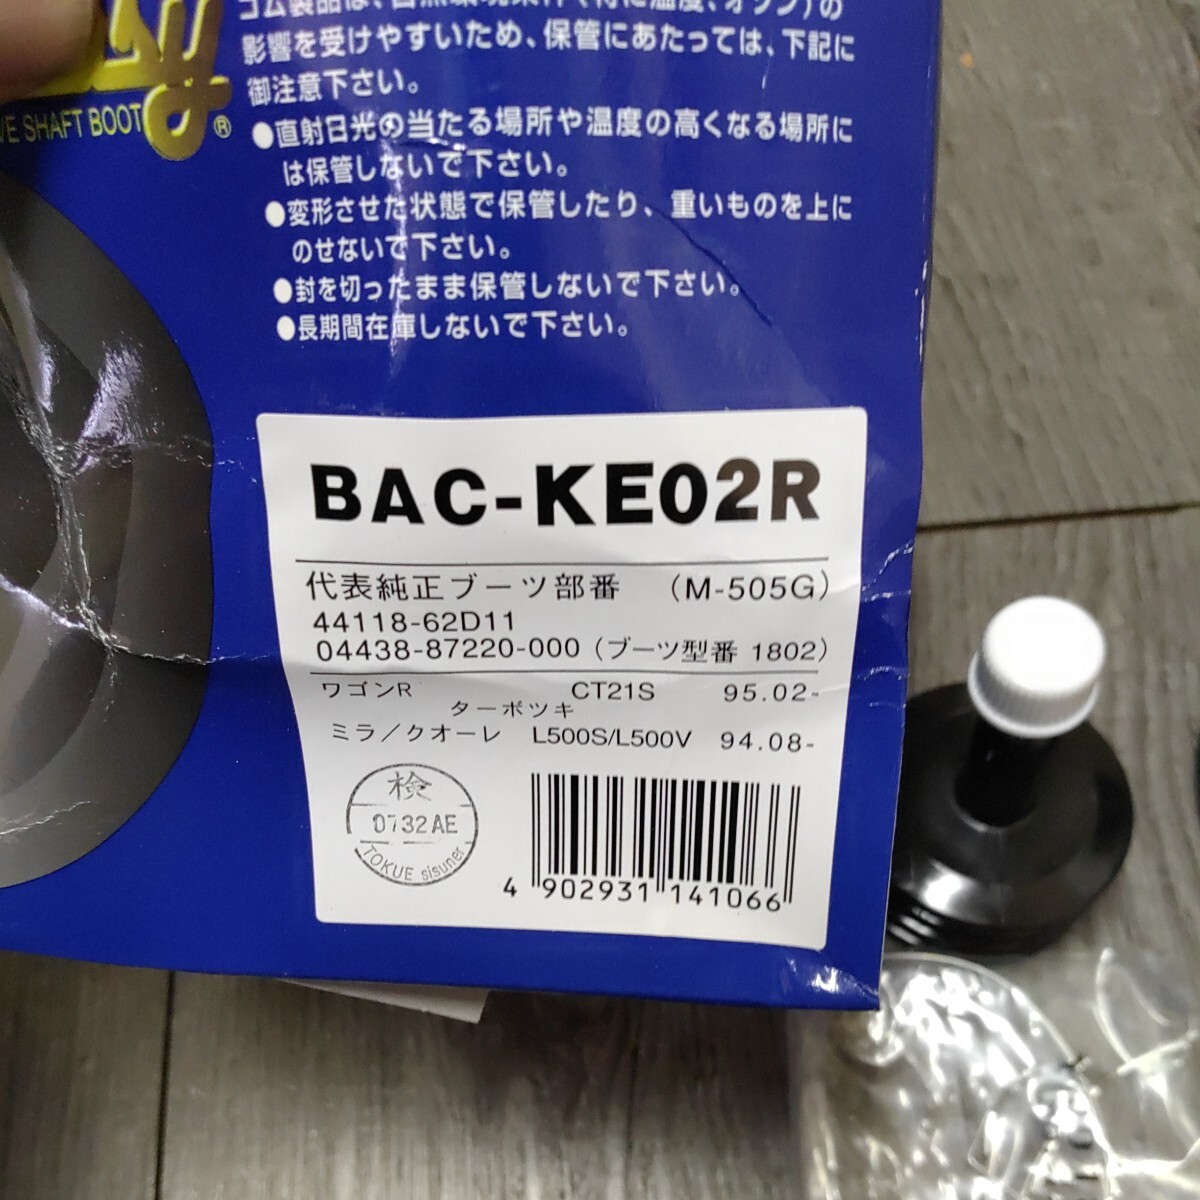 ゴム製品は、自然環境条件(特に温度、オゾン)の
影響を受けやすいため、保管にあたっては、下記に
御注意下さい。
●直射日光の当たる場所や温度の高くなる場所に
は保管しないで下さい。
●変形させた状態で保管したり、重いものを上に
のせないで下さい。
●封を切ったまま保管しないで下さい。
●長期間在庫しないで下さい。
SHAFT BOOT
®
BAC-KE02R
代表純正ブーツ部番 (M-505G)
44118-62D11
04438-87220-000 (ブーツ型番 1802)
ワゴンR CT21S 95.02-
ターボツキ
ミラ/クオーレ L500S/L500V 94.08-
検
0732AE
TOKUE sisuner
4 902931 141066